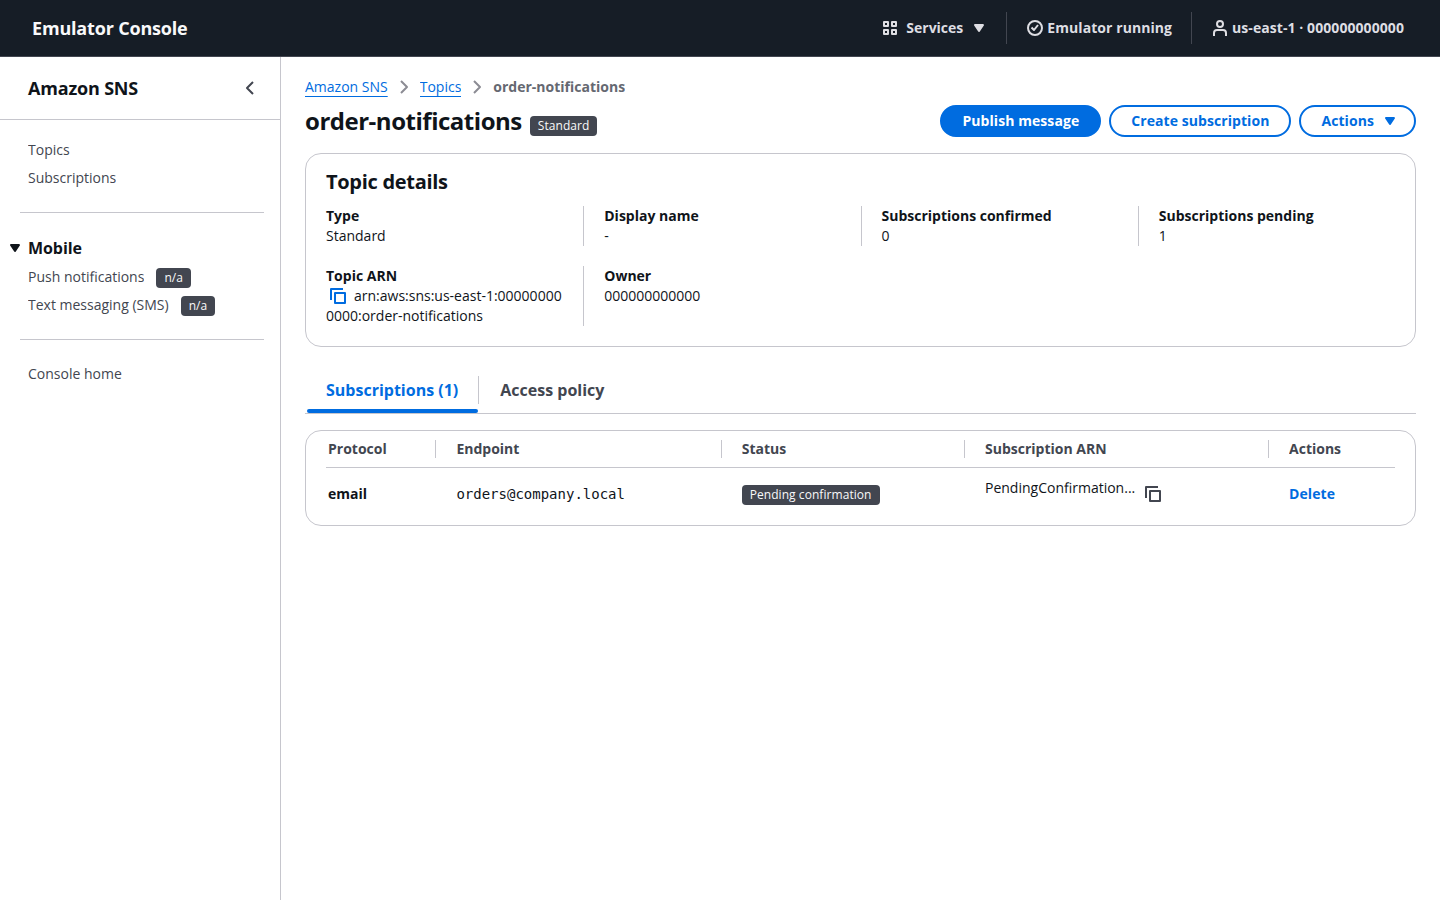 Emulator Console
Services
Emulator running
us-east-1 · 000000000000
Amazon SNS
Topics
Subscriptions
Mobile
Push notifications n/a
Text messaging (SMS) n/a
Console home
Amazon SNS
Topics
order-notifications
order-notifications Standard
Publish message
Create subscription
Actions
Topic details
Type
Standard
Display name
-
Subscriptions confirmed
0
Subscriptions pending
1
Topic ARN
arn:aws:sns:us-east-1:00000000
0000:order-notifications
Owner
000000000000
Subscriptions (1)
Access policy
Protocol Endpoint Status Subscription ARN Actions
email orders@company.local Pending confirmation PendingConfirmation... Delete